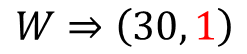 W ⇒ (30,1)